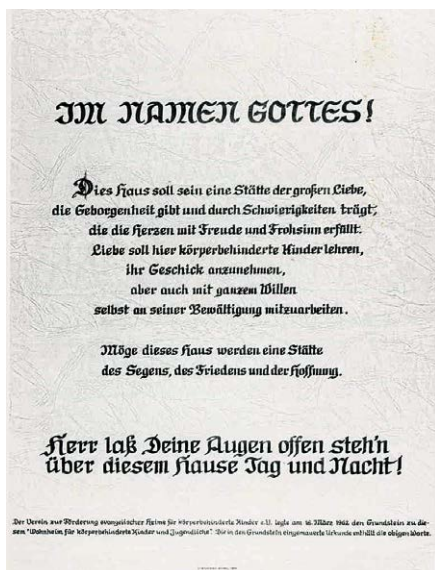 IM NAMEN GOTTES!
Dies Haus soll sein eine Stätte der großen Liebe,
die Geborgenheit gibt und durch Schwierigkeiten trägt,
die die Herzen mit Freude und Frohsinn erfüllt.
Liebe soll hier körperbehinderte Kinder lehren,
ihr Geschick anzunehmen,
aber auch mit ganzem Willen
selbst an seiner Bewältigung mitzuarbeiten.
Möge dieses Haus werden eine Stätte
des Segens, des Friedens und der Hoffnung.
Herr laß Deine Augen offen steh'n
über diesem Hause Tag und Nacht!
Der Verein zur Förderung evangelischer Heime für körperbehinderte Kinder e.V. legte am 16. März 1962 den Grundstein zu die-
sem "Wohnheim für körperbehinderte Kinder und Jugendliche". Die in den Grundstein eingemauerte Urkunde enthält die obigen Worte.